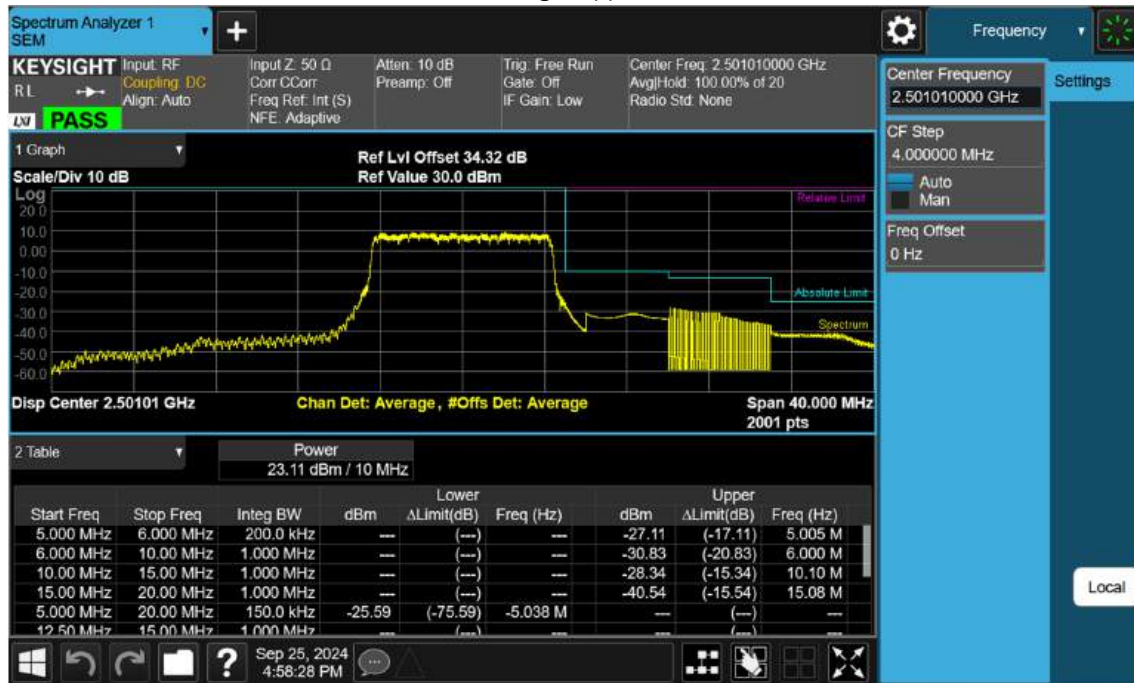 Spectrum Analyzer 1
SEM
+
Frequency
KEYSIGHT Input: RF Input Z: 50 Ω Atten: 10 dB Trig: Free Run Center Freq: 2.501010000 GHz
RL Coupling: DC Corr CCorr Preamp: Off Gate: Off Avg|Hold: 100.00% of 20
Align: Auto Freq Ref: Int (S) IF Gain: Low Radio Std: None
LXI PASS NFE: Adaptive
Center Frequency
2.501010000 GHz
Settings
CF Step
4.000000 MHz
Auto
Man
Freq Offset
0 Hz
Local
1 Graph
Ref Lvl Offset 34.32 dB
Scale/Div 10 dB Ref Value 30.0 dBm
Log
20.0
10.0
0.00
-10.0
-20.0
-30.0
-40.0
-50.0
-60.0
Relative Limit
Absolute Limit
Spectrum
Disp Center 2.50101 GHz Chan Det: Average, #Offs Det: Average Span 40.000 MHz
2001 pts
2 Table Power
23.11 dBm / 10 MHz
Lower Upper
Start Freq Stop Freq Integ BW dBm ΔLimit(dB) Freq (Hz) dBm ΔLimit(dB) Freq (Hz)
5.000 MHz 6.000 MHz 200.0 kHz --- (---) --- -27.11 (-17.11) 5.005 M
6.000 MHz 10.00 MHz 1.000 MHz --- (---) --- -30.83 (-20.83) 6.000 M
10.00 MHz 15.00 MHz 1.000 MHz --- (---) --- -28.34 (-15.34) 10.10 M
15.00 MHz 20.00 MHz 1.000 MHz --- (---) --- -40.54 (-15.54) 15.08 M
5.000 MHz 20.00 MHz 150.0 kHz -25.59 (-75.59) -5.038 M --- (---) ---
12.50 MHz 15.00 MHz 1.000 MHz --- (---) --- --- (---) ---
? Sep 25, 2024
4:58:28 PM